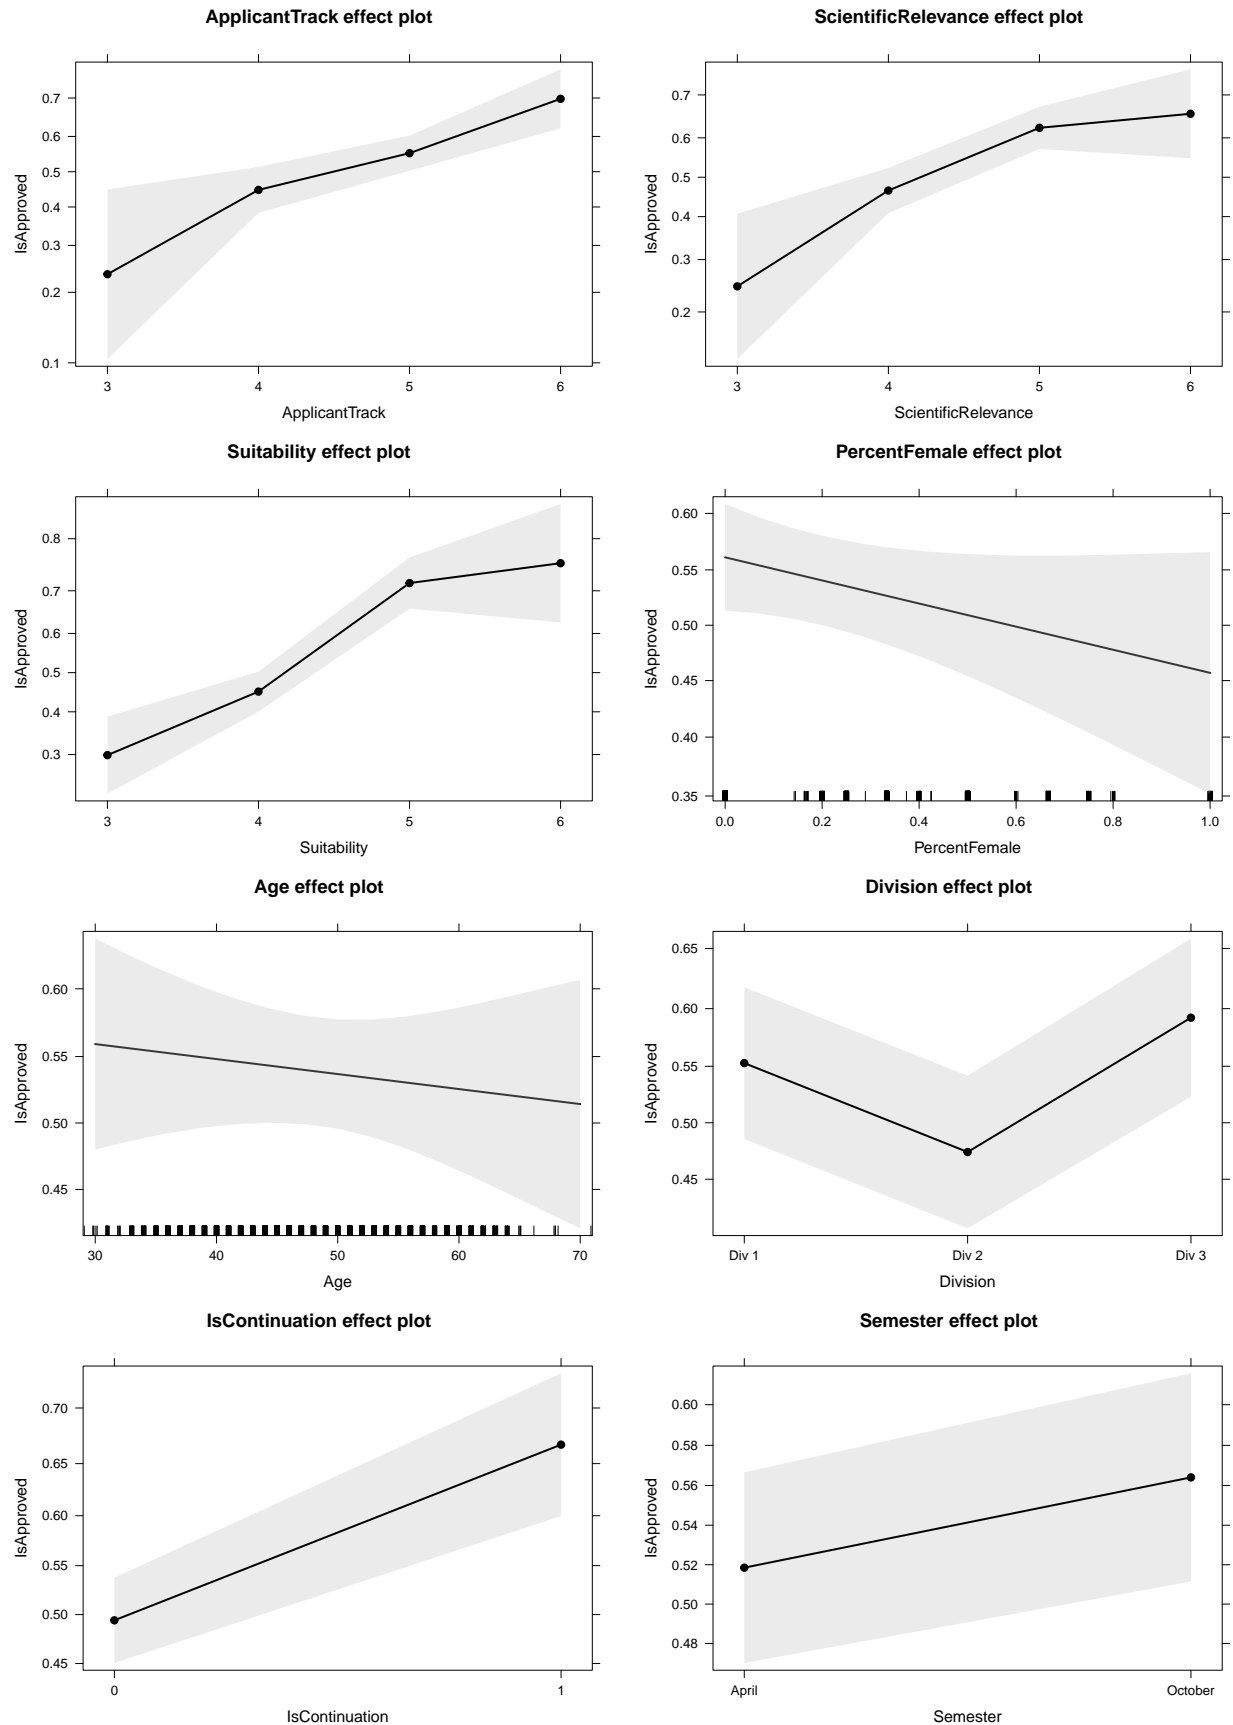 ApplicantTrack effect plot
IsApproved
0.7
0.6
0.5
0.4
0.3
0.2
0.1
3 4 5 6
ApplicantTrack
ScientificRelevance effect plot
IsApproved
0.7
0.6
0.5
0.4
0.3
0.2
3 4 5 6
ScientificRelevance
Suitability effect plot
IsApproved
0.8
0.7
0.6
0.5
0.4
0.3
3 4 5 6
Suitability
PercentFemale effect plot
IsApproved
0.60
0.55
0.50
0.45
0.40
0.35
0.0 0.2 0.4 0.6 0.8 1.0
PercentFemale
Age effect plot
IsApproved
0.60
0.55
0.50
0.45
30 40 50 60 70
Age
Division effect plot
IsApproved
0.65
0.60
0.55
0.50
0.45
Div 1 Div 2 Div 3
Division
IsContinuation effect plot
IsApproved
0.70
0.65
0.60
0.55
0.50
0.45
0 1
IsContinuation
Semester effect plot
IsApproved
0.60
0.58
0.56
0.54
0.52
0.50
0.48
April October
Semester